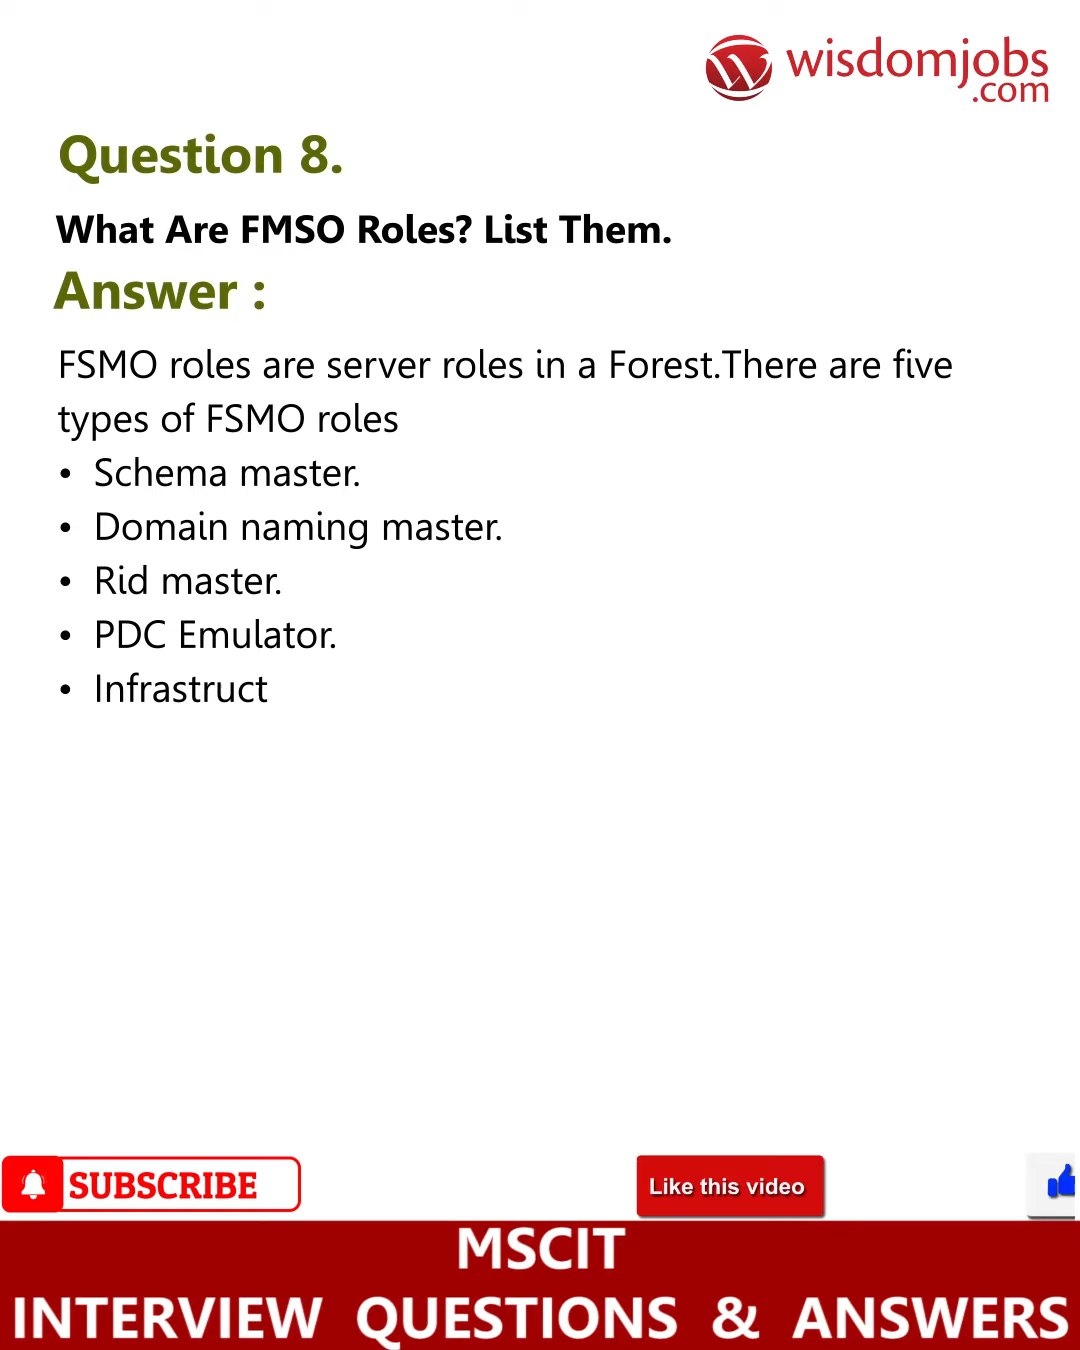 wisdomjobs
.com
Question 8.
What Are FMSO Roles? List Them.
Answer :
FSMO roles are server roles in a Forest.There are five
types of FSMO roles
• Schema master.
• Domain naming master.
• Rid master.
• PDC Emulator.
• Infrastruct
SUBSCRIBE
Like this video
MSCIT
INTERVIEW QUESTIONS & ANSWERS